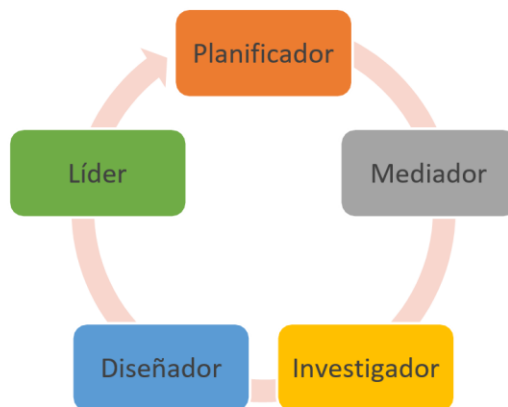 Planificador
Mediador
Investigador
Diseñador
Líder